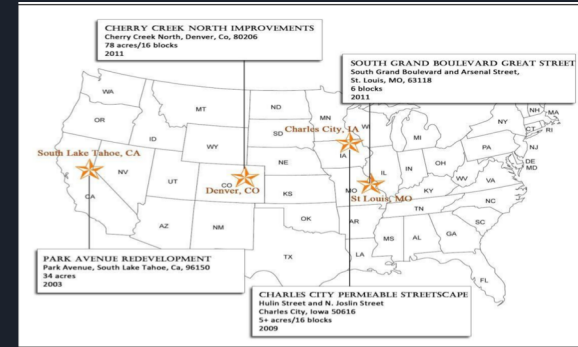 CHERRY CREEK NORTH IMPROVEMENTS
Cherry Creek North, Denver, Co, 80206
78 acres/16 blocks
2011
SOUTH GRAND BOULEVARD GREAT STREET
South Grand Boulevard and Arsenal Street,
St. Louis, MO, 63118
6 blocks
2011
WA
MT
ND
MN
OR
ID
SD
WI
MI
NY
NH
MA
CT
RI
Charles City, IA
WY
IA
PA
NJ
South Lake Tahoe, CA
NE
NV
UT
CO
IL
IN
OH
DE
MD
WV
VA
Denver, CO
KS
MO
KY
St Louis, MO
CA
NC
TN
OK
AR
SC
AZ
NM
MS
AL
GA
TX
LA
FL
PARK AVENUE REDEVELOPMENT
Park Avenue, South Lake Tahoe, Ca, 96150
34 acres
2003
CHARLES CITY PERMEABLE STREETSCAPE
Hulin Street and N. Joslin Street
Charles City, Iowa 50616
5+ acres/16 blocks
2009